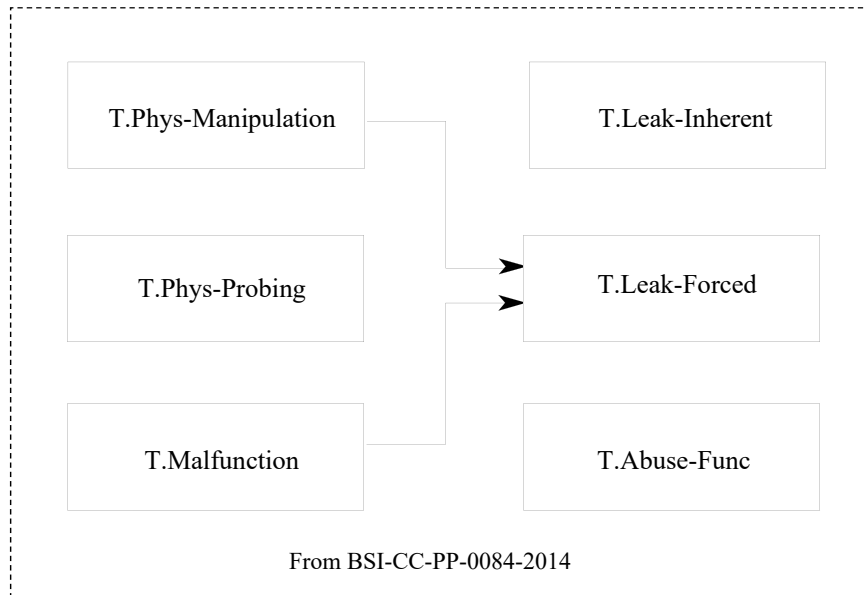 T.Phys-Manipulation
T.Leak-Inherent
T.Phys-Probing
T.Leak-Forced
T.Malfunction
T.Abuse-Func
From BSI-CC-PP-0084-2014